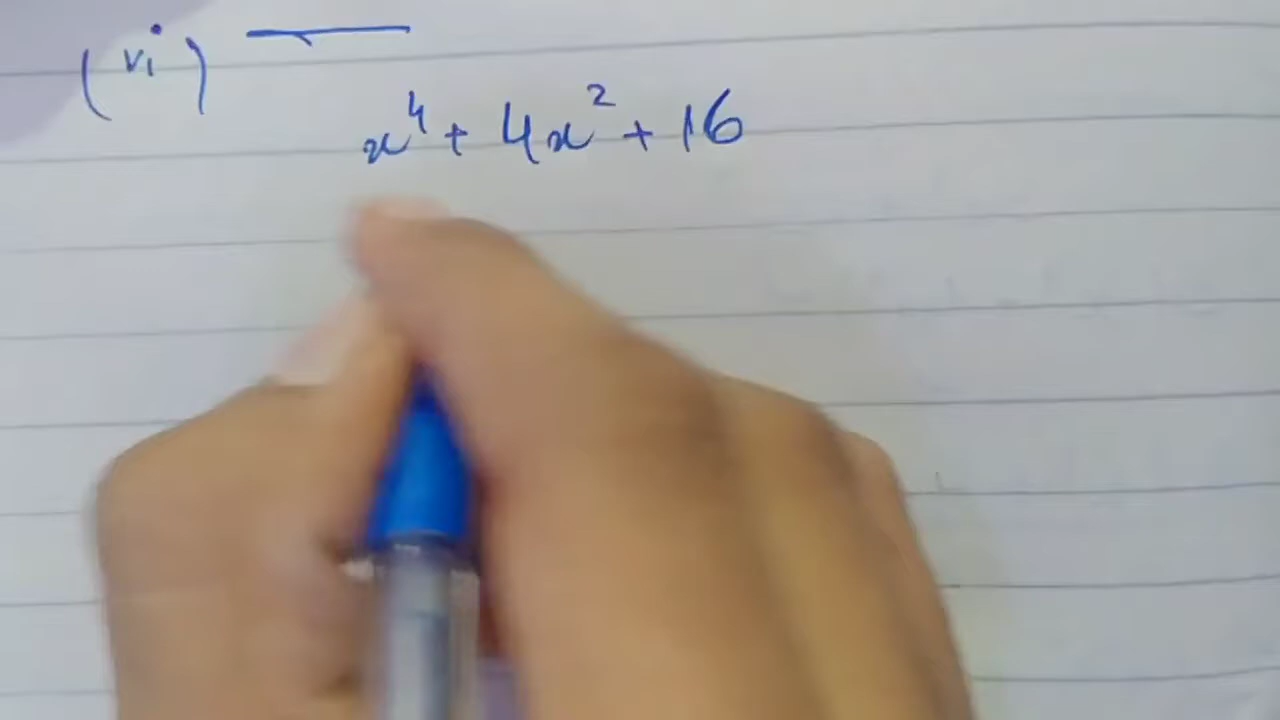 (vi)
x⁴ + 4x² + 16